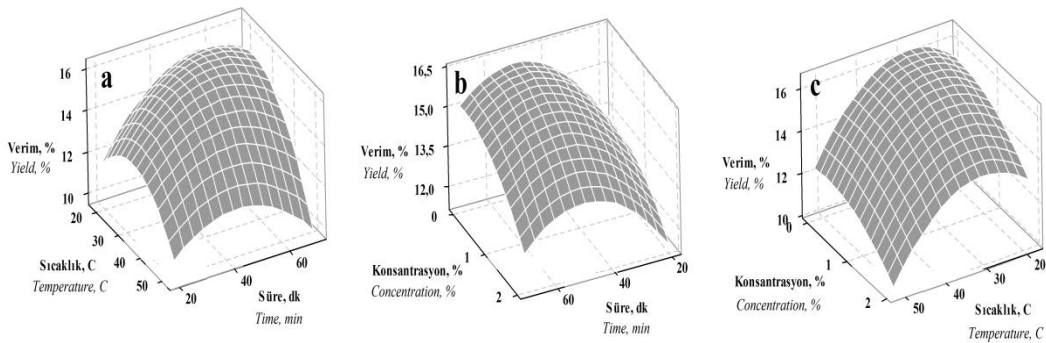 a
16
14
12
10
Verim, %
Yield, %
20
30
40
50
Sıcaklık, C
Temperature, C
20
40
60
Süre, dk
Time, min
b
16,5
15,0
13,5
12,0
Verim, %
Yield, %
0
1
2
Konsantrasyon, %
Concentration, %
60
40
20
Süre, dk
Time, min
c
16
14
12
10
Verim, %
Yield, %
0
1
2
Konsantrasyon, %
Concentration, %
50
40
30
20
Sıcaklık, C
Temperature, C